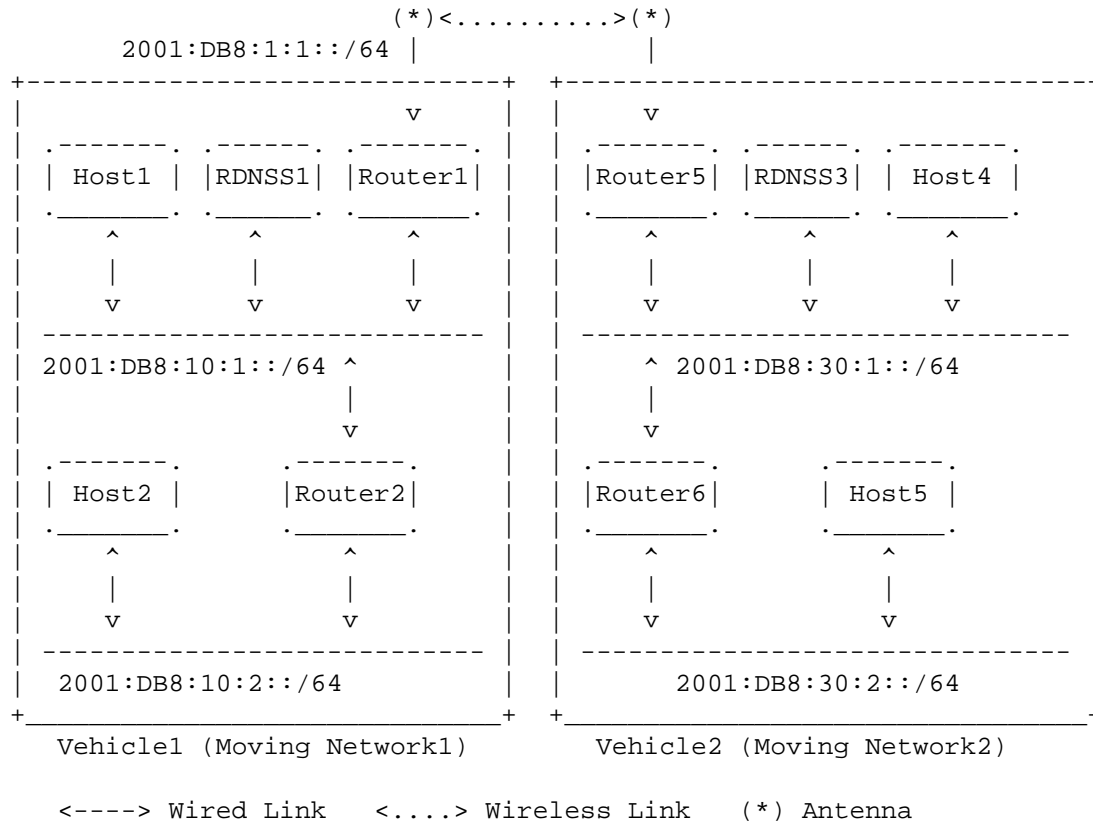 (*)<..........>(*)
2001:DB8:1:1::/64
Host1 RDNSS1 Router1 Router5 RDNSS3 Host4
2001:DB8:10:1::/64 2001:DB8:30:1::/64
Host2 Router2 Router6 Host5
2001:DB8:10:2::/64 2001:DB8:30:2::/64
Vehicle1 (Moving Network1) Vehicle2 (Moving Network2)
<----> Wired Link <....> Wireless Link (*) Antenna